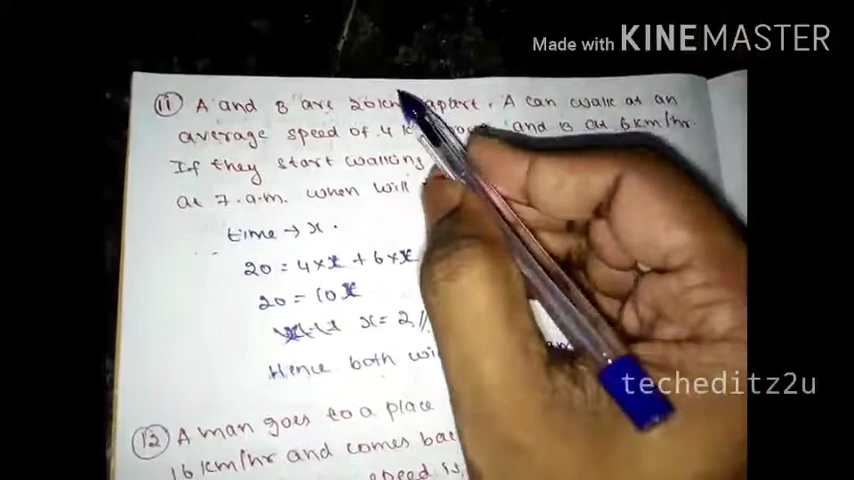 Made with KINEMASTER
11 A and B are 20km apart. A can walk at an
average speed of 4 and B at 6km/hr.
If they start walking
at 7.a.m. when will
time → x.
20 = 4×x + 6×x
20 = 10x
x = 2//
techeditz2u
Hence both
12 A man goes to a place
16 km/hr and comes
speed is